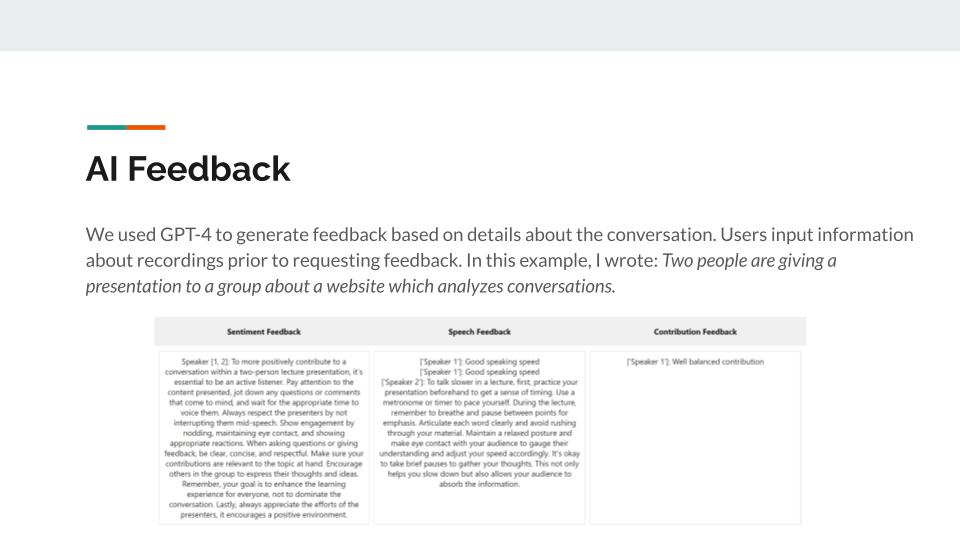 AI Feedback
We used GPT-4 to generate feedback based on details about the conversation. Users input information
about recordings prior to requesting feedback. In this example, I wrote: Two people are giving a
presentation to a group about a website which analyzes conversations.
Sentiment Feedback
Speech Feedback
Contribution Feedback
Speaker [1, 2]: To more positively contribute to a
conversation within a two-person lecture presentation, it's
essential to be an active listener. Pay attention to the
content presented, jot down any questions or comments
that come to mind, and wait for the appropriate time to
voice them. Always respect the presenters by not
interrupting them mid-speech. Show engagement by
nodding, maintaining eye contact, and showing
appropriate reactions. When asking questions or giving
feedback, be clear, concise, and respectful. Make sure your
contributions are relevant to the topic at hand. Encourage
others in the group to express their thoughts and ideas.
Remember, your goal is to enhance the learning
experience for everyone, not to dominate the
conversation. Lastly, always appreciate the efforts of the
presenters, it encourages a positive environment.
['Speaker 1']: Good speaking speed
['Speaker 1']: Good speaking speed
['Speaker 2']: To talk slower in a lecture, first, practice your
presentation beforehand to get a sense of timing. Use a
metronome or timer to pace yourself. During the lecture,
remember to breathe and pause between points for
emphasis. Articulate each word clearly and avoid rushing
through your material. Maintain a relaxed posture and
make eye contact with your audience to gauge their
understanding and adjust your speed accordingly. It's okay
to take brief pauses to gather your thoughts. This not only
helps you slow down but also allows your audience to
absorb the information.
['Speaker 1']: Well balanced contribution